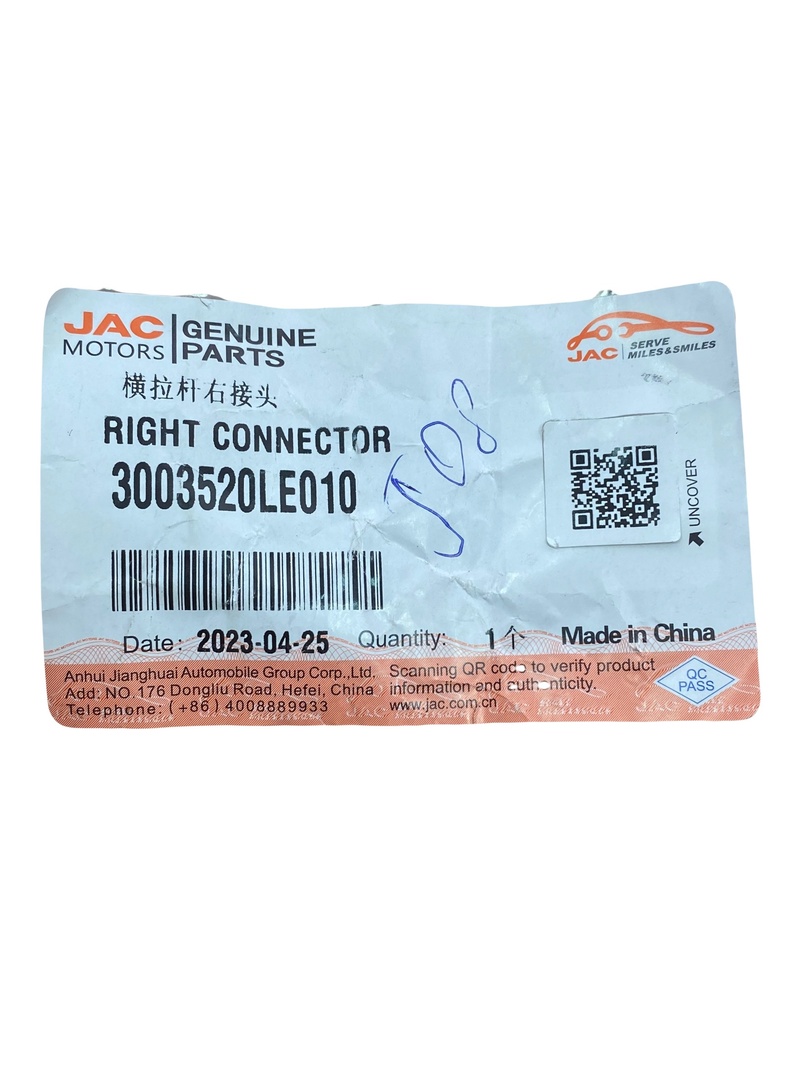 JAC
MOTORS
GENUINE
PARTS
JAC
SERVE
MILES&SMILES
横拉杆右接头
RIGHT CONNECTOR
3003520LE010
J08
UNCOVER
Date: 2023-04-25 Quantity: 1个 Made in China
Anhui Jianghuai Automobile Group Corp.,Ltd.
Add: NO.176 Dongliu Road, Hefei, China
Telephone: (+86) 4008889933
Scanning QR code to verify product
information and authenticity.
www.jac.com.cn
QC
PASS